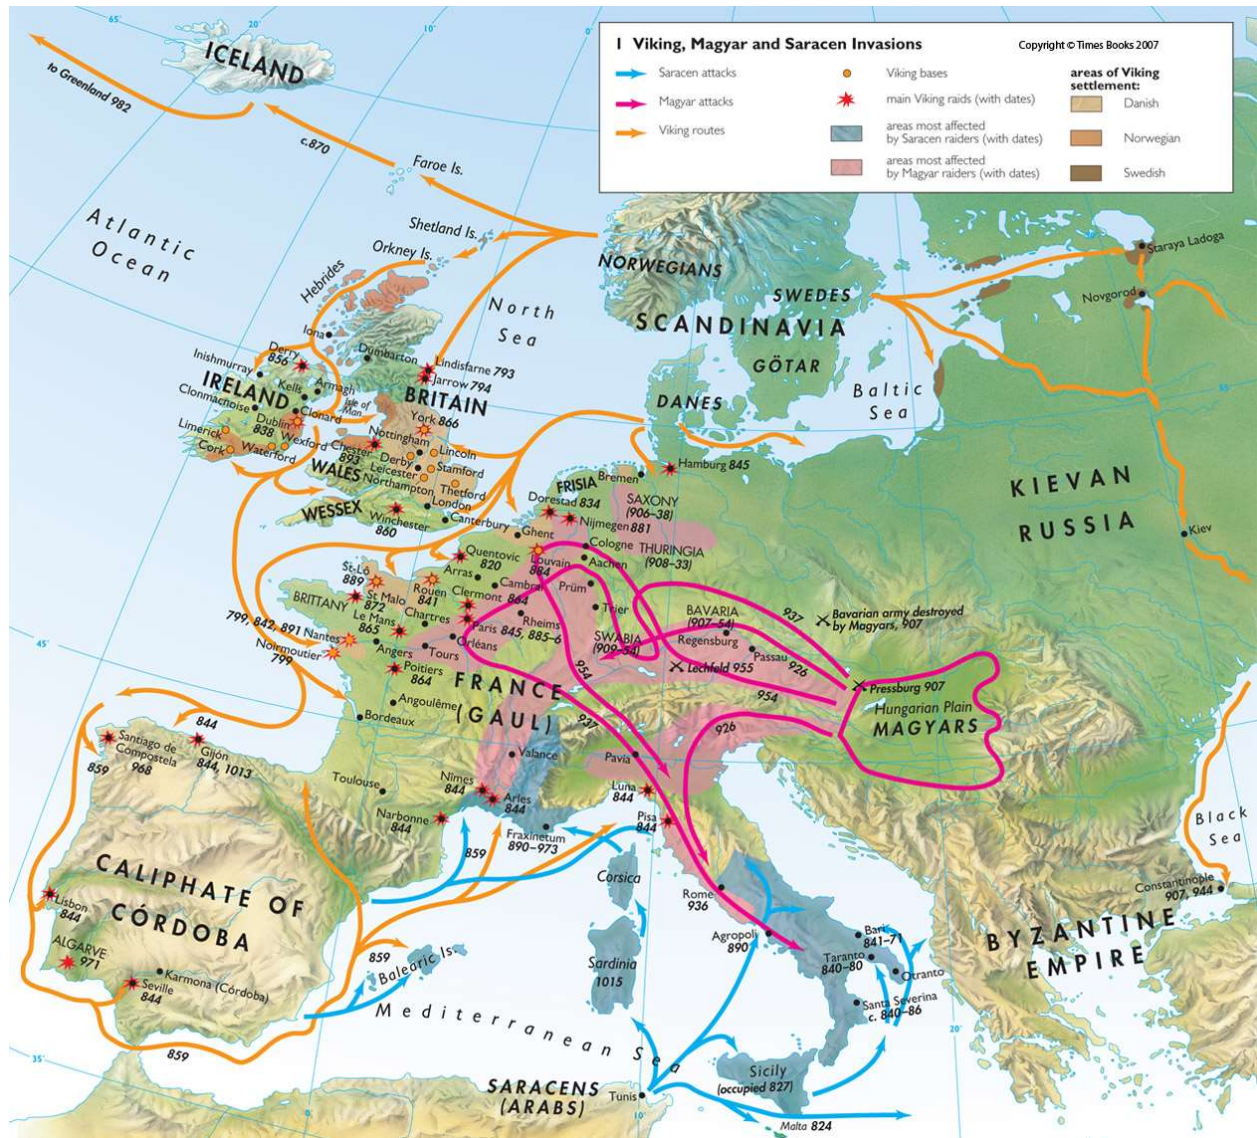 1 Viking, Magyar and Saracen Invasions
Copyright © Times Books 2007
Saracen attacks
Magyar attacks
Viking routes
Viking bases
main Viking raids (with dates)
areas most affected
by Saracen raiders (with dates)
areas most affected
by Magyar raiders (with dates)
areas of Viking
settlement:
Danish
Norwegian
Swedish
65°
20°
10°
0°
ICELAND
to Greenland 982
c.870
Faroe Is.
Atlantic
Ocean
Shetland Is.
Orkney Is.
Hebrides
North
Sea
NORWEGIANS
SWEDES
SCANDINAVIA
GÖTAR
DANES
Baltic
Sea
Staraya Ladoga
Novgorod
55°
Iona
Dumbarton
Lindisfarne 793
Jarrow 794
Derry
856
Inishmurray
IRELAND
Kells
Armagh
Clonmacnoise
Clonard
Isle of
Man
BRITAIN
York 866
Dublin
838
Limerick
Cork
Waterford
Wexford
Chester
893
Nottingham
Derby
Leicester
Northampton
Lincoln
Stamford
Thetford
London
WALES
WESSEX
Winchester
860
Canterbury
Hamburg 845
Bremen
FRISIA
SAXONY
(906–38)
Dorestad 834
Nijmegen 881
Ghent
Cologne
Aachen
THURINGIA
(908–33)
Louvain
884
Quentovic
820
Arras
Cambrai
Prüm
Trier
St-Lô
889
St Malo
872
Rouen
841
Clermont 864
BRITTANY
Le Mans
865
Chartres
Paris 845, 885–6
Rheims
Orléans
799, 842, 891 Nantes
Noirmoutier
799
Angers
Tours
Poitiers
864
Angoulême
Bordeaux
FRANCE
(GAUL)
SWABIA
(909–54)
BAVARIA
(907–54)
Regensburg
Passau
937
Bavarian army destroyed
by Magyars, 907
926
Lechfeld 955
954
954
937
926
Pressburg 907
Hungarian Plain
MAGYARS
KIEVAN
RUSSIA
Kiev
45°
844
859
Santiago de
Compostela
968
Gijón
844, 1013
Toulouse
Valance
Pavia
Nîmes
844
Arles
844
Narbonne
844
Fraxinetum
890–973
Luna
844
Pisa
844
859
Corsica
Rome
936
Agropoli
890
Bari
841–71
Taranto
840–80
Otranto
Santa Severina
c. 840–86
Black
Sea
Constantinople
907, 944
BYZANTINE
EMPIRE
CALIPHATE OF
CÓRDOBA
Lisbon
844
ALGARVE
971
Karmona (Córdoba)
Seville
844
859
Balearic Is.
Sardinia
1015
Mediterranean Sea
859
35°
0°
10°
20°
SARACENS
(ARABS)
Tunis
Sicily
(occupied 827)
Malta 824